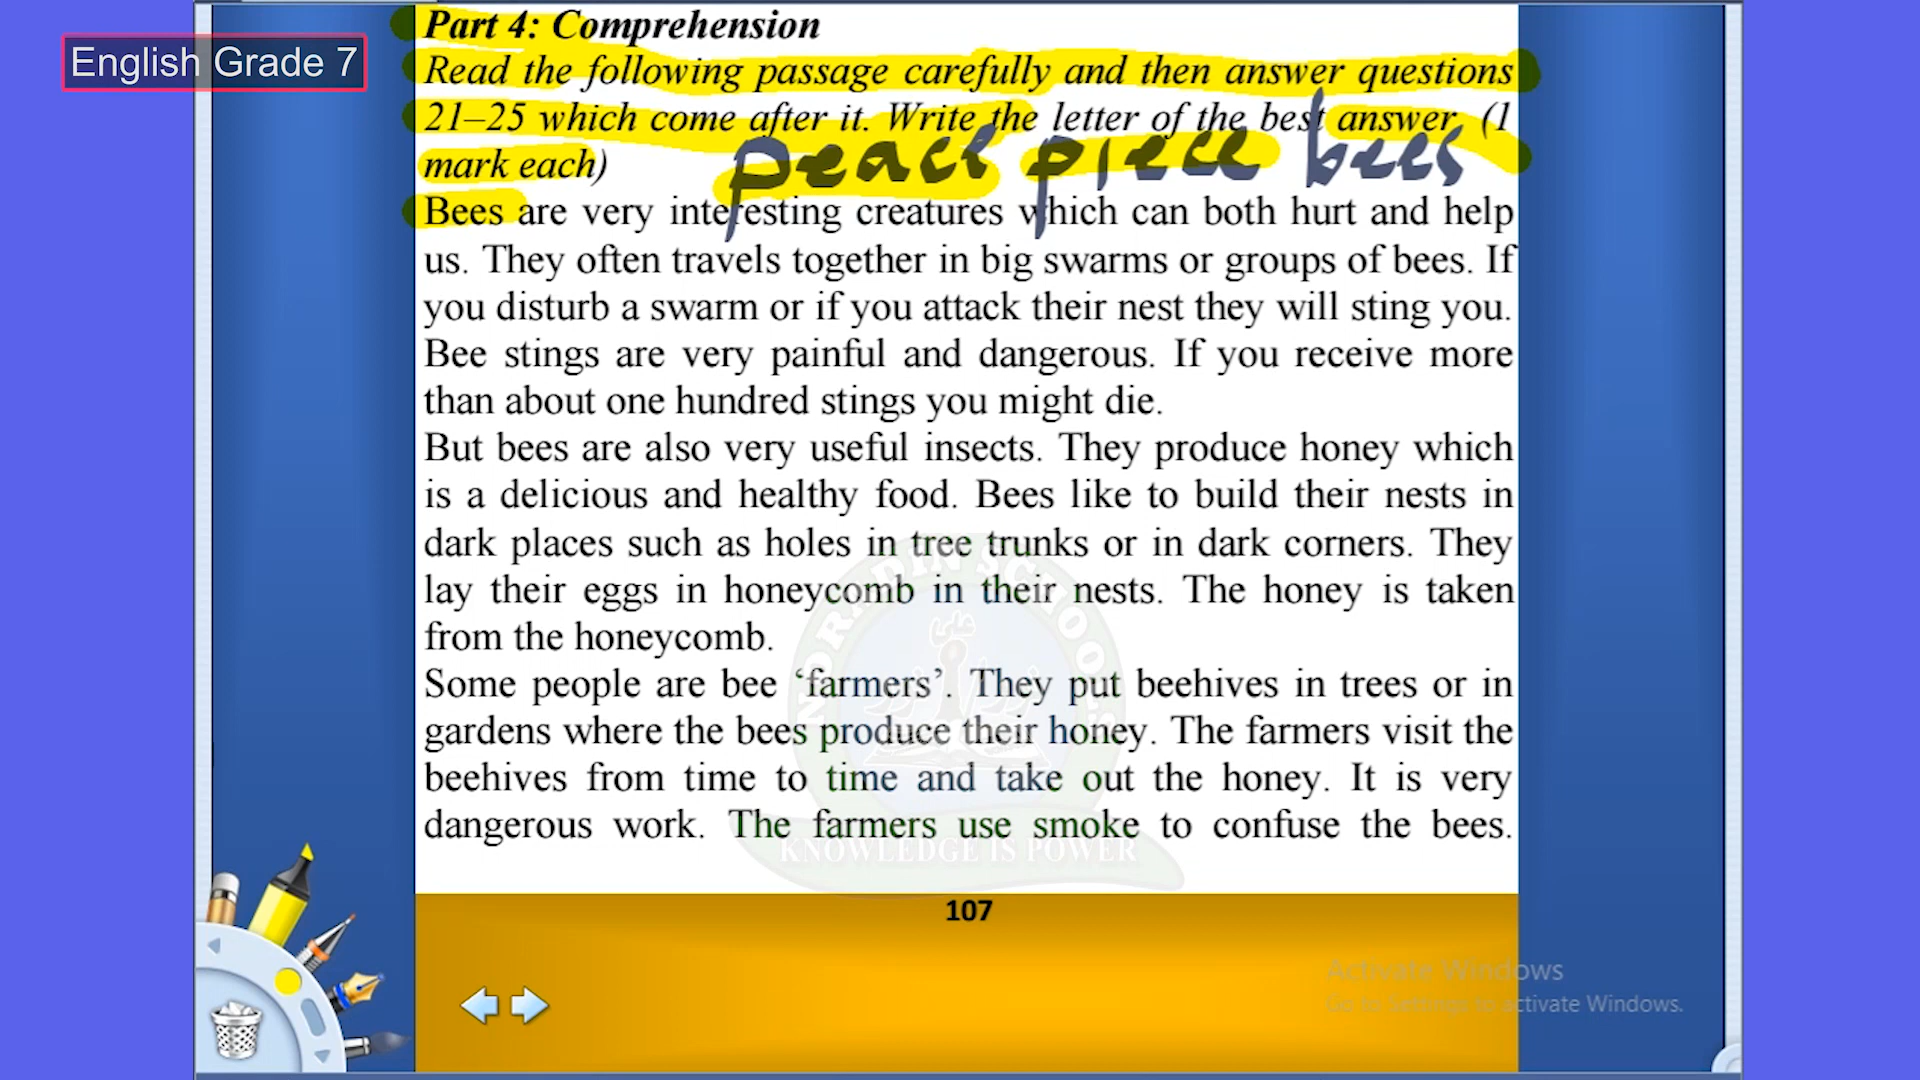 English Grade 7
Part 4: Comprehension
Read the following passage carefully and then answer questions
21–25 which come after it. Write the letter of the best answer. (1
mark each)
piece bees
Bees are very interesting creatures which can both hurt and help
us. They often travels together in big swarms or groups of bees. If
you disturb a swarm or if you attack their nest they will sting you.
Bee stings are very painful and dangerous. If you receive more
than about one hundred stings you might die.
But bees are also very useful insects. They produce honey which
is a delicious and healthy food. Bees like to build their nests in
dark places such as holes in tree trunks or in dark corners. They
lay their eggs in honeycomb in their nests. The honey is taken
from the honeycomb.
Some people are bee ‘farmers’. They put beehives in trees or in
gardens where the bees produce their honey. The farmers visit the
beehives from time to time and take out the honey. It is very
dangerous work. The farmers use smoke to confuse the bees.
NORADIN SCHOOLS
KNOWLEDGE IS POWER
107
Activate Windows
Go to Settings to activate Windows.